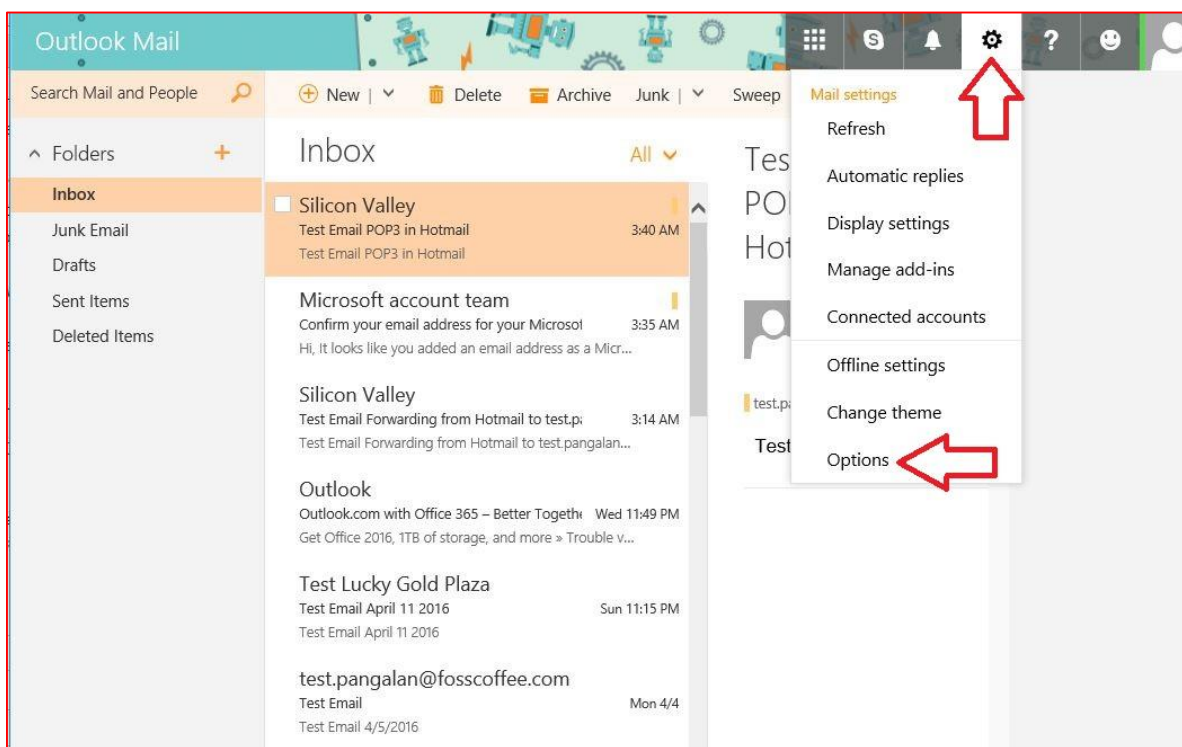 Outlook Mail
?
Search Mail and People
New | Delete Archive Junk | Sweep
Folders
Inbox
Junk Email
Drafts
Sent Items
Deleted Items
Inbox All
Silicon Valley
Test Email POP3 in Hotmail 3:40 AM
Test Email POP3 in Hotmail
Microsoft account team
Confirm your email address for your Microsof 3:35 AM
Hi, It looks like you added an email address as a Micr...
Silicon Valley
Test Email Forwarding from Hotmail to test.pa 3:14 AM
Test Email Forwarding from Hotmail to test.pangalan...
Outlook
Outlook.com with Office 365 – Better Togethe Wed 11:49 PM
Get Office 2016, 1TB of storage, and more » Trouble v...
Test Lucky Gold Plaza
Test Email April 11 2016 Sun 11:15 PM
Test Email April 11 2016
test.pangalan@fosscoffee.com
Test Email Mon 4/4
Test Email 4/5/2016
Tes
PO
Hot
test.pa
Test
Mail settings
Refresh
Automatic replies
Display settings
Manage add-ins
Connected accounts
Offline settings
Change theme
Options